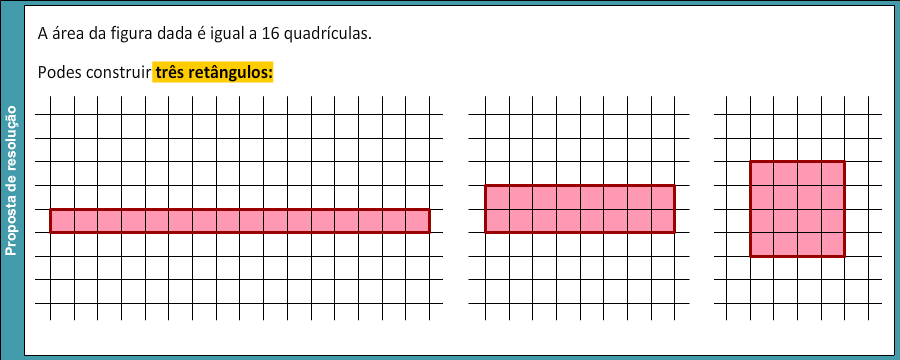 Proposta de resolução
A área da figura dada é igual a 16 quadrículas.
Podes construir três retângulos: